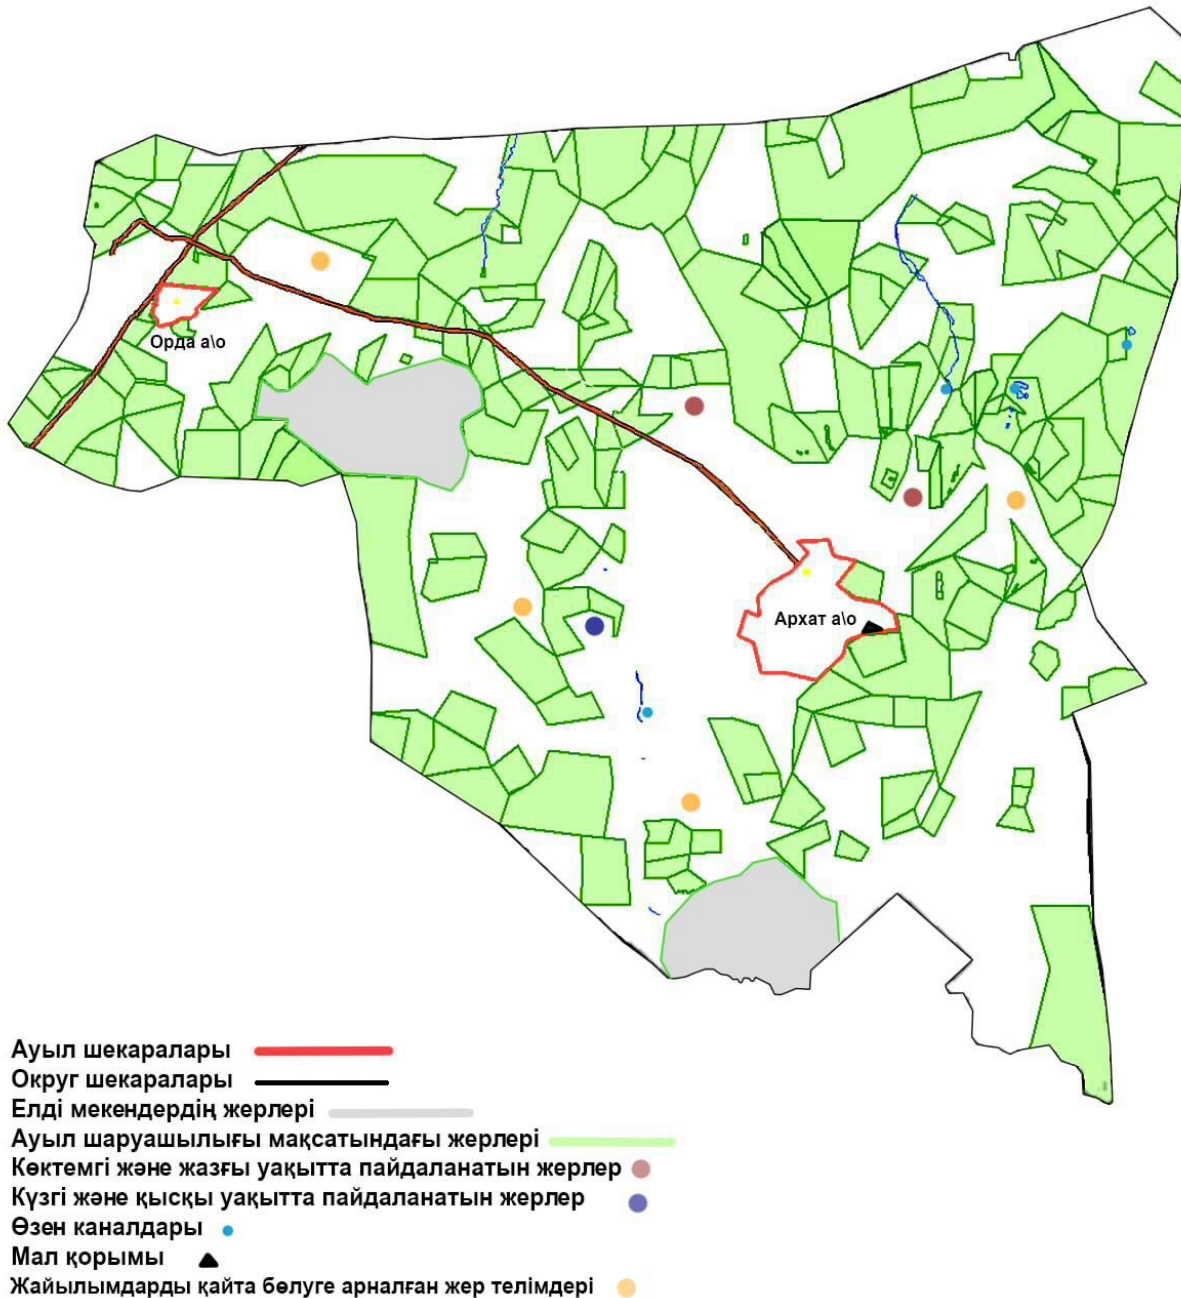 Орда а\о
Архат а\о
Ауыл шекаралары
Округ шекаралары
Елді мекендердің жерлері
Ауыл шаруашылығы мақсатындағы жерлері
Көктемгі және жазғы уақытта пайдаланатын жерлер
Күзгі және қысқы уақытта пайдаланатын жерлер
Өзен каналдары
Мал қорымы
Жайылымдарды қайта бөлуге арналған жер телімдері